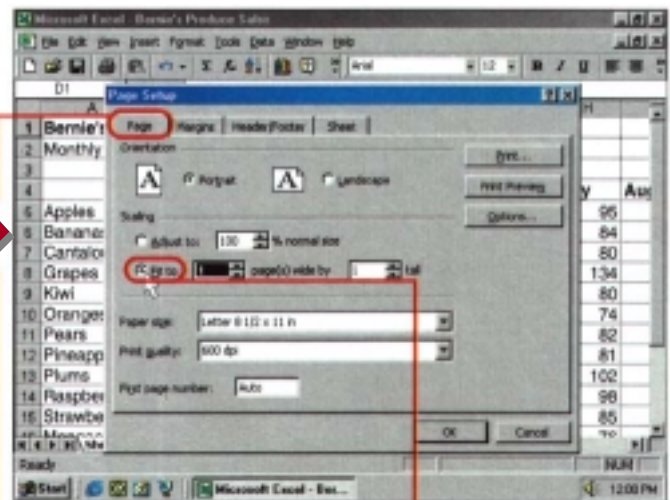 Microsoft Excel - Bernie's Produce Sales
File Edit View Insert Format Tools Data Window Help
Arial 12 B I U
D1
Page Setup
A H
Page Margins Header/Footer Sheet
1 Bernie's
2 Monthly
3
4 y Aug
Orientation
Portrait Landscape
Print...
Print Preview
Options...
Scaling
Adjust to: 100 % normal size
Fit to: 1 page(s) wide by 1 tall
Paper size: Letter 8 1/2 x 11 in
Print quality: 600 dpi
First page number: Auto
OK Cancel
5 Apples 95
6 Bananas 84
7 Cantalou 80
8 Grapes 134
9 Kiwi 80
10 Oranges 74
11 Pears 82
12 Pineapp 81
13 Plums 102
14 Raspber 98
15 Strawbe 85
Ready NUM
Start Microsoft Excel - Ber... 12:00 PM